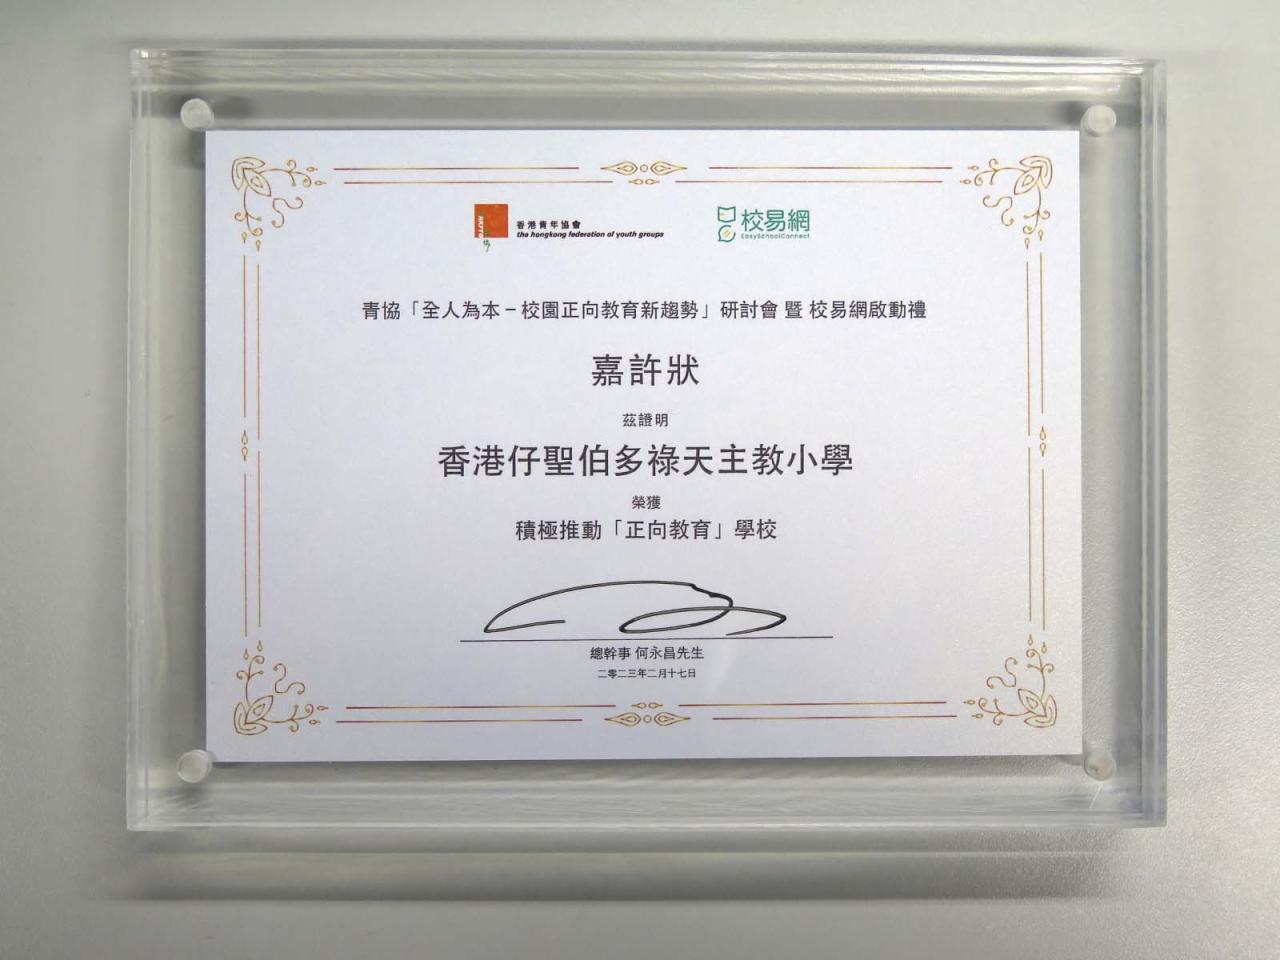 香港青年協會
the hongkong federation of youth groups
校易網
EasySchoolConnect
青協「全人為本－校園正向教育新趨勢」研討會 暨 校易網啟動禮
嘉許狀
茲證明
香港仔聖伯多祿天主教小學
榮獲
積極推動「正向教育」學校
總幹事 何永昌先生
二零二三年二月十七日